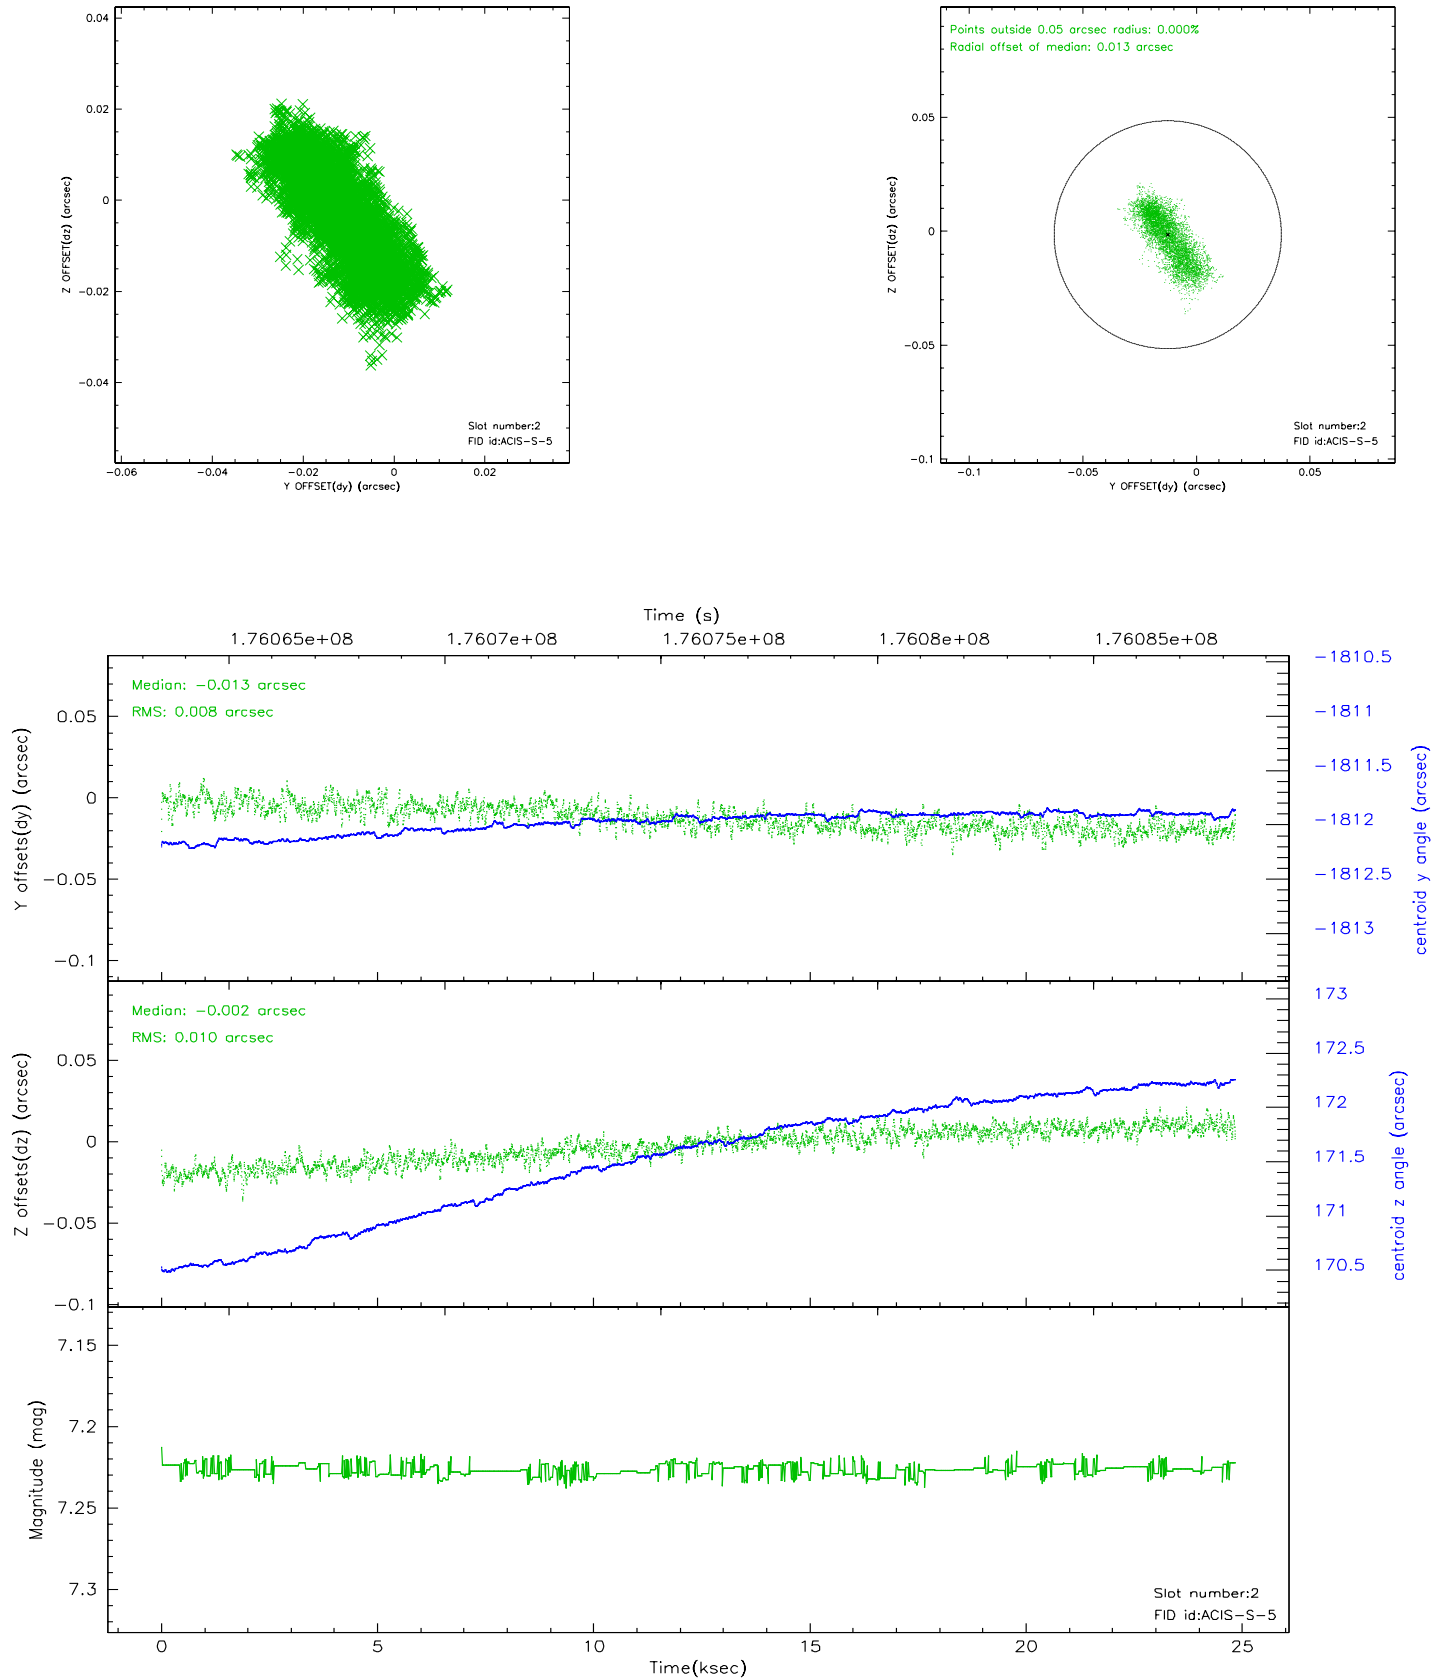 0.04
0.02
0
−0.02
−0.04
Z OFFSET(dz) (arcsec)
Slot number:2
FID id:ACIS−S−5
−0.06
−0.04
−0.02
0
0.02
Y OFFSET(dy) (arcsec)
Points outside 0.05 arcsec radius: 0.000%
Radial offset of median: 0.013 arcsec
0.05
0
−0.05
−0.1
Z OFFSET(dz) (arcsec)
Slot number:2
FID id:ACIS−S−5
−0.1
−0.05
0
0.05
Y OFFSET(dy) (arcsec)
Time (s)
1.76065e+08
1.7607e+08
1.76075e+08
1.7608e+08
1.76085e+08
Median: −0.013 arcsec
RMS: 0.008 arcsec
0.05
0
−0.05
−0.1
Y offsets(dy) (arcsec)
−1810.5
−1811
−1811.5
−1812
−1812.5
−1813
centroid y angle (arcsec)
Median: −0.002 arcsec
RMS: 0.010 arcsec
0.05
0
−0.05
−0.1
Z offsets(dz) (arcsec)
173
172.5
172
171.5
171
170.5
centroid z angle (arcsec)
7.15
7.2
7.25
7.3
Magnitude (mag)
Slot number:2
FID id:ACIS−S−5
0
5
10
15
20
25
Time(ksec)